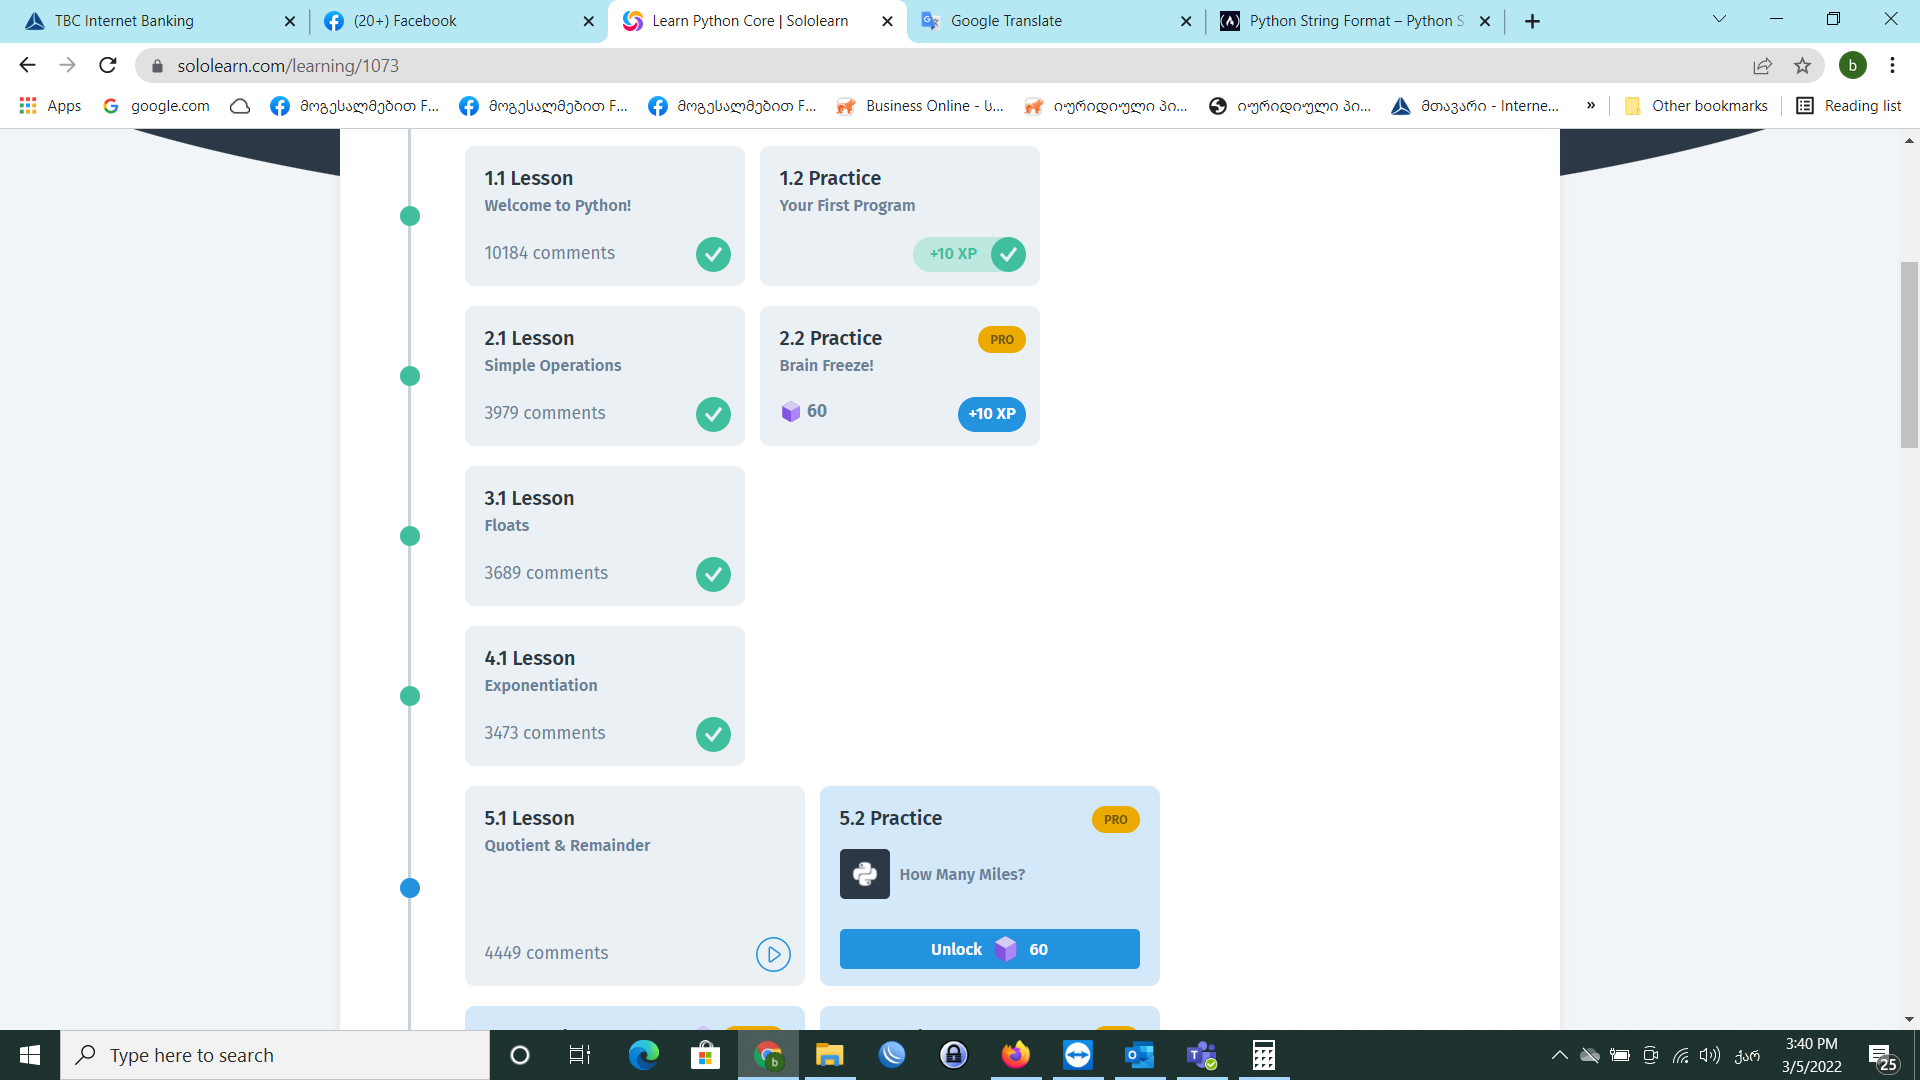 TBC Internet Banking
(20+) Facebook
Learn Python Core | Sololearn
Google Translate
Python String Format – Python S
sololearn.com/learning/1073
b
Apps
google.com
მოგესალმებით F...
მოგესალმებით F...
მოგესალმებით F...
Business Online - ს...
იურიდიული პი...
იურიდიული პი...
მთავარი - Interne...
»
Other bookmarks
Reading list
1.1 Lesson
Welcome to Python!
10184 comments
1.2 Practice
Your First Program
+10 XP
2.1 Lesson
Simple Operations
3979 comments
2.2 Practice
PRO
Brain Freeze!
60
+10 XP
3.1 Lesson
Floats
3689 comments
4.1 Lesson
Exponentiation
3473 comments
5.1 Lesson
Quotient & Remainder
4449 comments
5.2 Practice
PRO
How Many Miles?
Unlock 60
Type here to search
ქარ
3:40 PM
3/5/2022
25